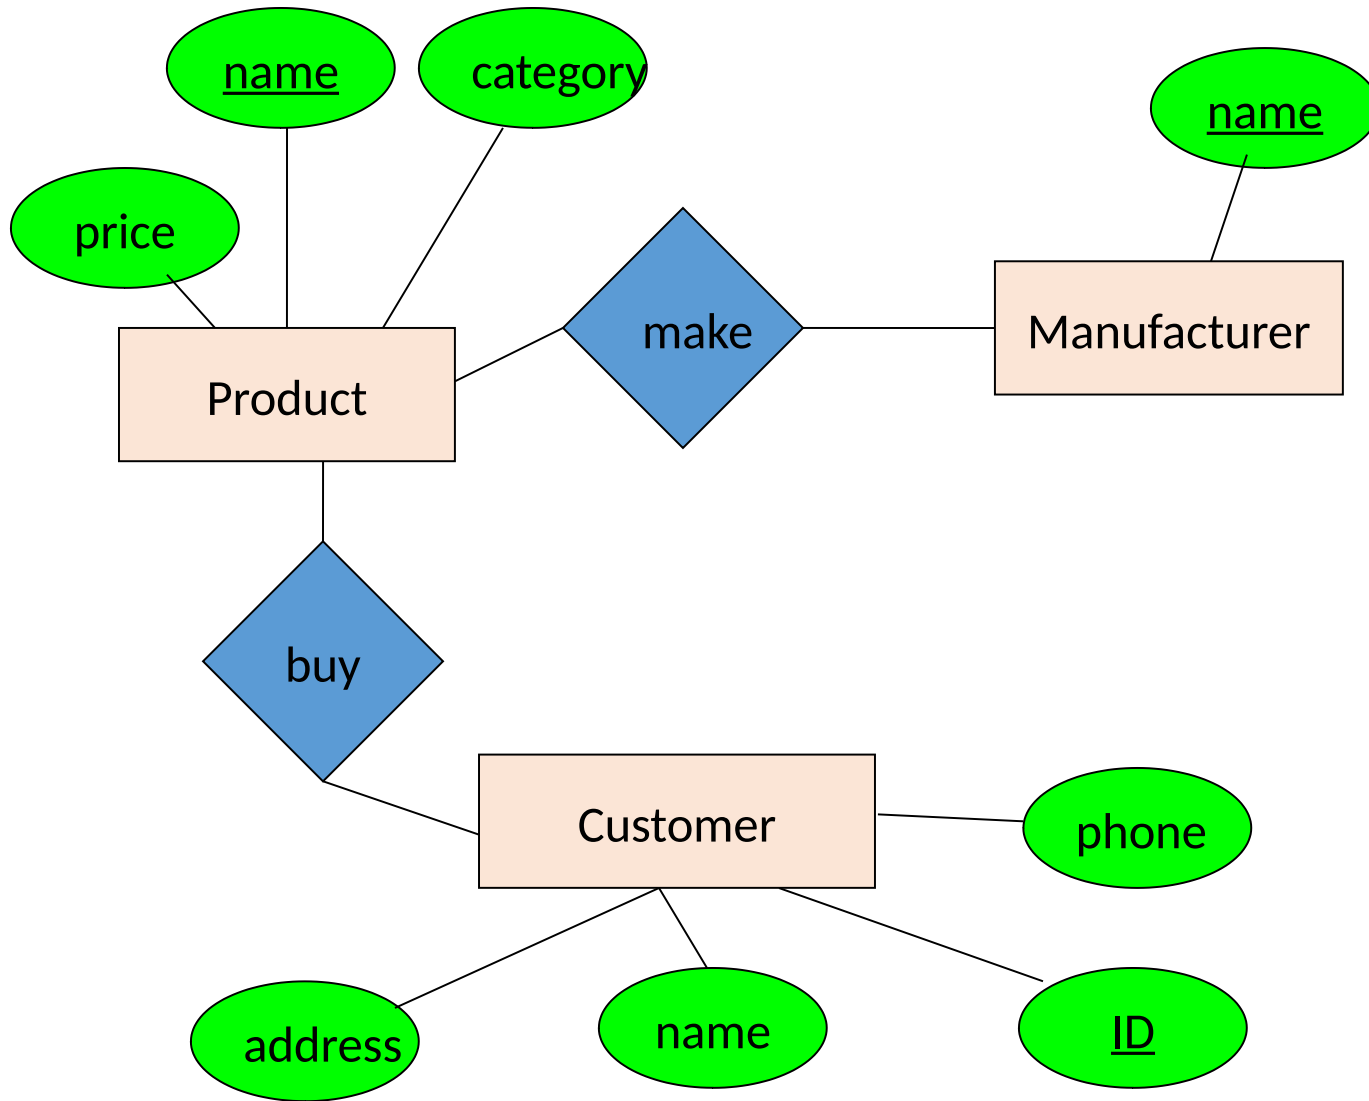 name
category
name
price
make
Manufacturer
Product
buy
Customer
phone
address
name
ID